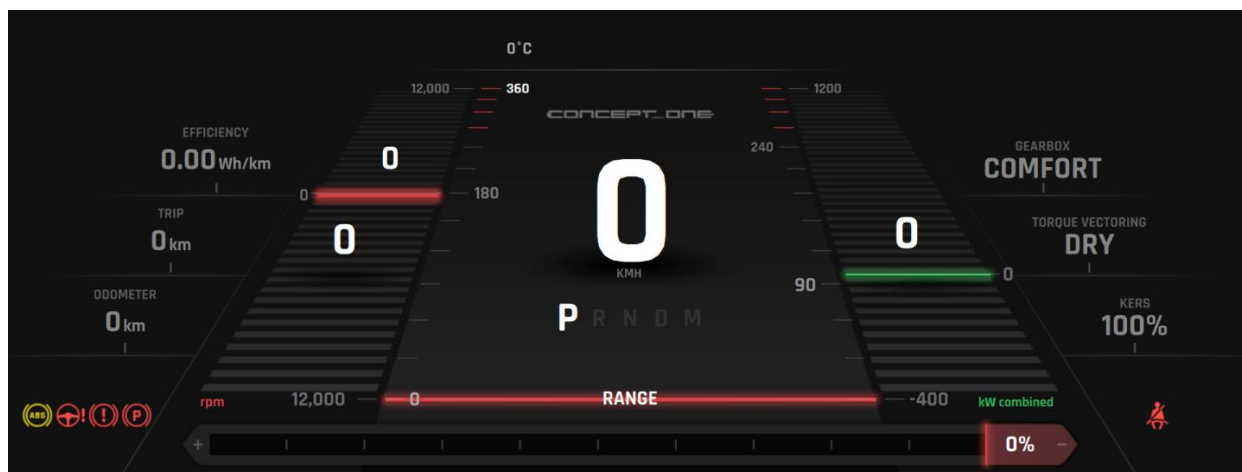 0°C
12,000
360
1200
CONCEPT_ONE
EFFICIENCY
0.00 Wh/km
0
240
GEARBOX
COMFORT
0
180
0
TRIP
0 km
0
KMH
0
TORQUE VECTORING
DRY
0
90
ODOMETER
0 km
P R N D M
KERS
100%
ABS
!
!
P
rpm
12,000
0
RANGE
-400
kW combined
+
0%
-